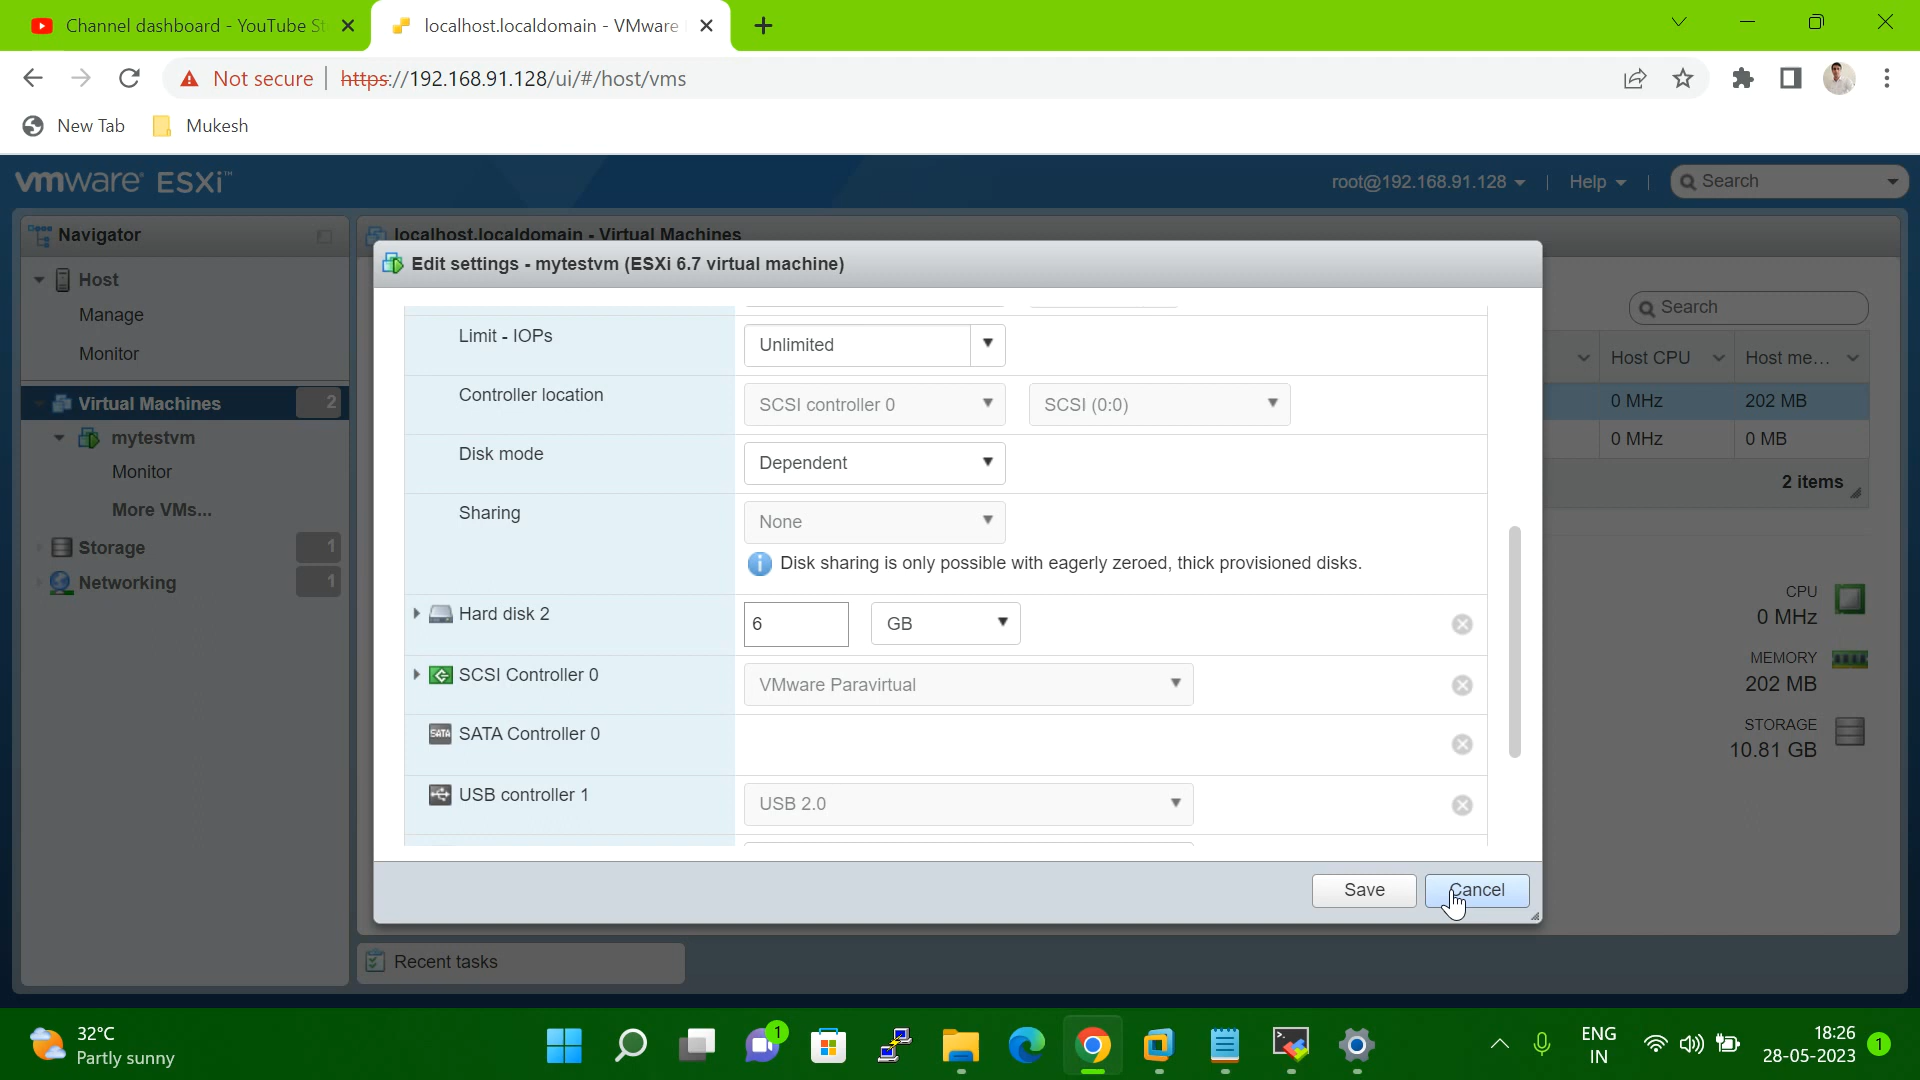 Channel dashboard - YouTube St
localhost.localdomain - VMware
Not secure
https://192.168.91.128/ui/#/host/vms
New Tab
Mukesh
vmware ESXi™
root@192.168.91.128
Help
Search
Navigator
localhost.localdomain - Virtual Machines
Host
Manage
Monitor
Virtual Machines 2
mytestvm
Monitor
More VMs...
Storage 1
Networking 1
Edit settings - mytestvm (ESXi 6.7 virtual machine)
Limit - IOPs Unlimited
Controller location SCSI controller 0 SCSI (0:0)
Disk mode Dependent
Sharing None
Disk sharing is only possible with eagerly zeroed, thick provisioned disks.
Hard disk 2 6 GB
SCSI Controller 0 VMware Paravirtual
SATA
SATA Controller 0
USB controller 1 USB 2.0
Save
Cancel
Search
Host CPU Host me...
0 MHz 202 MB
0 MHz 0 MB
2 items
CPU
0 MHz
MEMORY
202 MB
STORAGE
10.81 GB
Recent tasks
32°C
Partly sunny
1
ENG
IN
18:26
28-05-2023
1